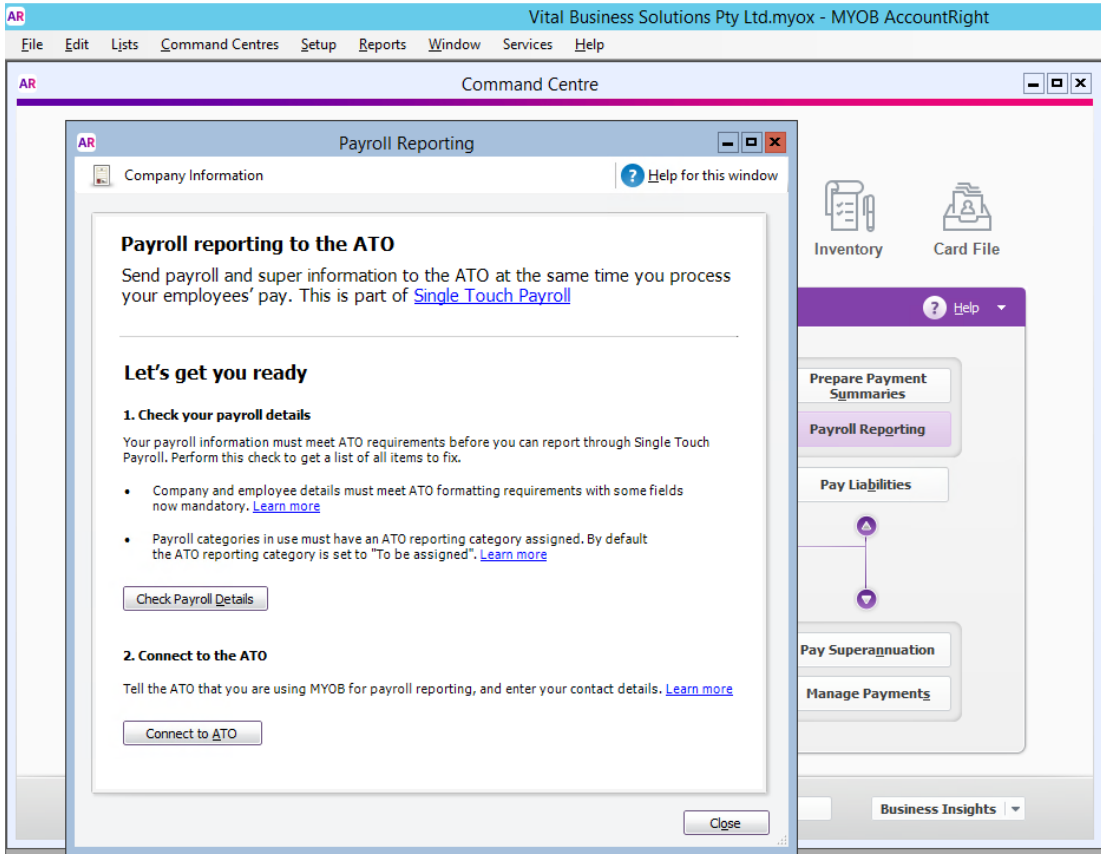 AR
Vital Business Solutions Pty Ltd.myox - MYOB AccountRight
File Edit Lists Command Centres Setup Reports Window Services Help
AR
Command Centre
AR
Payroll Reporting
Company Information
? Help for this window
Payroll reporting to the ATO
Send payroll and super information to the ATO at the same time you process
your employees' pay. This is part of Single Touch Payroll
Let's get you ready
1. Check your payroll details
Your payroll information must meet ATO requirements before you can report through Single Touch
Payroll. Perform this check to get a list of all items to fix.
• Company and employee details must meet ATO formatting requirements with some fields
now mandatory. Learn more
• Payroll categories in use must have an ATO reporting category assigned. By default
the ATO reporting category is set to "To be assigned". Learn more
Check Payroll Details
2. Connect to the ATO
Tell the ATO that you are using MYOB for payroll reporting, and enter your contact details. Learn more
Connect to ATO
Close
Inventory
Card File
? Help
Prepare Payment
Summaries
Payroll Reporting
Pay Liabilities
Pay Superannuation
Manage Payments
Business Insights